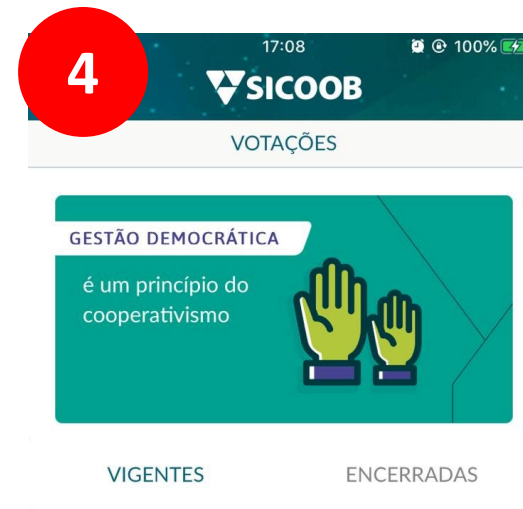 4
17:08
100%
SICOOB
VOTAÇÕES
GESTÃO DEMOCRÁTICA
é um princípio do
cooperativismo
VIGENTES
ENCERRADAS